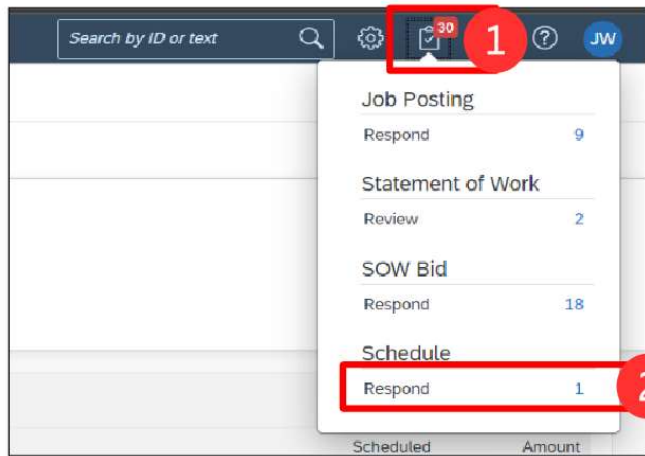 Search by ID or text 30 1 JW
Job Posting
Respond 9
Statement of Work
Review 2
SOW Bid
Respond 18
Schedule
Respond 1 2
Scheduled Amount